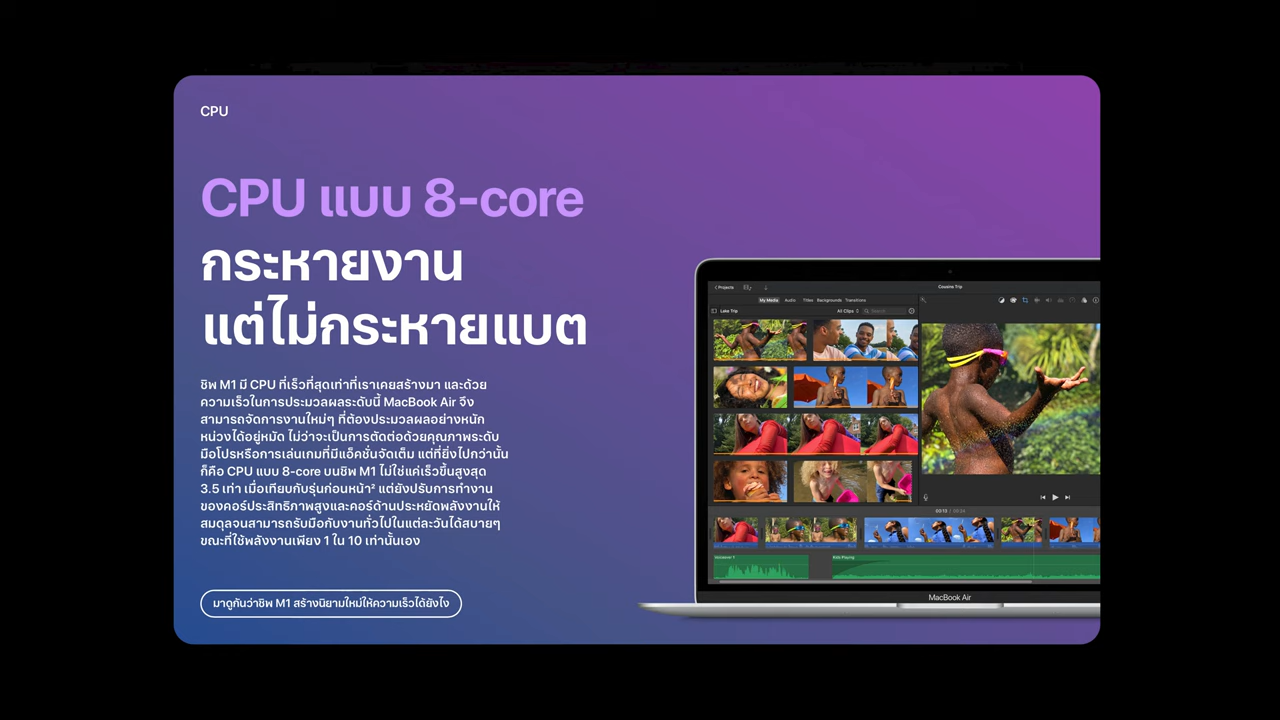 CPU
CPU แบบ 8-core
กระหายงาน
แต่ไม่กระหายแบต
ชิพ M1 มี CPU ที่เร็วที่สุดเท่าที่เราเคยสร้างมา และด้วย
ความเร็วในการประมวลผลระดับนี้ MacBook Air จึง
สามารถจัดการงานใหม่ๆ ที่ต้องประมวลผลอย่างหนัก
หน่วงได้อยู่หมัด ไม่ว่าจะเป็นการตัดต่อด้วยคุณภาพระดับ
มือโปรหรือการเล่นเกมที่มีแอ็คชั่นจัดเต็ม แต่ที่ยิ่งไปกว่านั้น
ก็คือ CPU แบบ 8-core บนชิพ M1 ไม่ใช่แค่เร็วขึ้นสูงสุด
3.5 เท่า เมื่อเทียบกับรุ่นก่อนหน้า² แต่ยังปรับการทำงาน
ของคอร์ประสิทธิภาพสูงและคอร์ด้านประหยัดพลังงานให้
สมดุลจนสามารถรับมือกับงานทั่วไปในแต่ละวันได้สบายๆ
ขณะที่ใช้พลังงานเพียง 1 ใน 10 เท่านั้นเอง
มาดูกันว่าชิพ M1 สร้างนิยามใหม่ให้ความเร็วได้ยังไง
Projects
Cousins Trip
My Media Audio Titles Backgrounds Transitions
Lake Trip
All Clips
Search
00:13 / 00:24
Kids Playing
MacBook Air